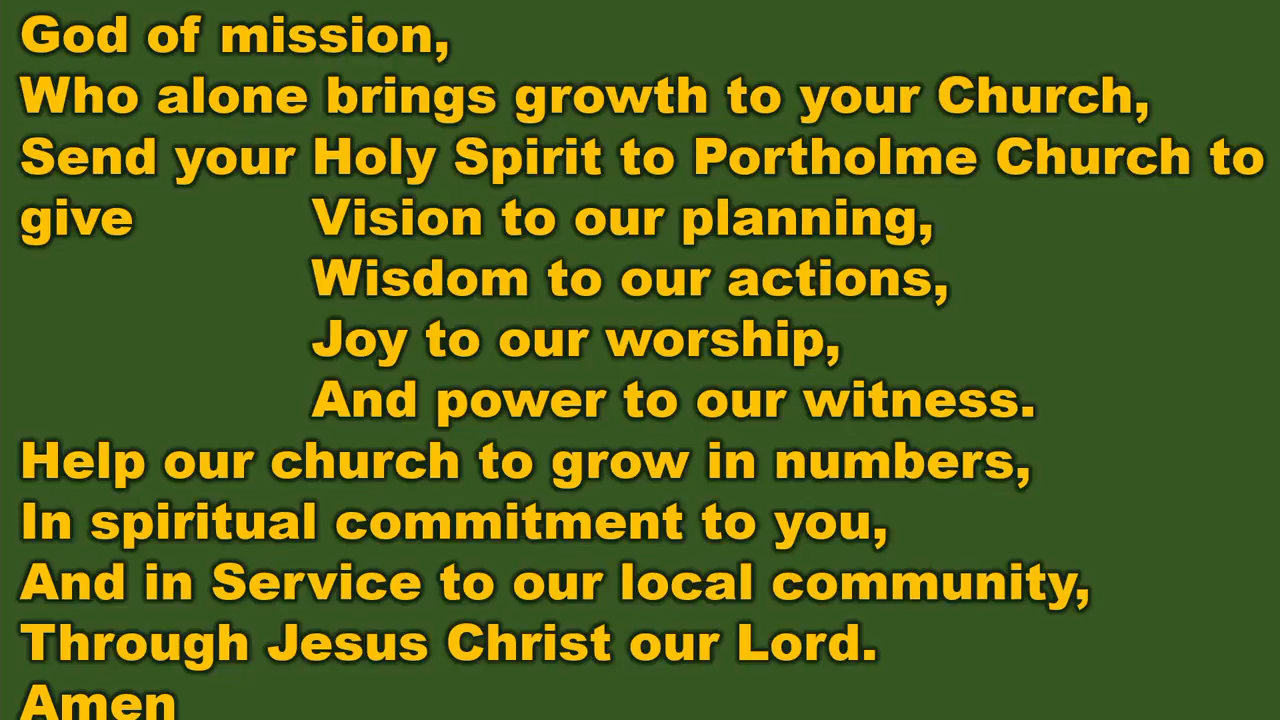 God of mission,
Who alone brings growth to your Church,
Send your Holy Spirit to Portholme Church to
give Vision to our planning,
Wisdom to our actions,
Joy to our worship,
And power to our witness.
Help our church to grow in numbers,
In spiritual commitment to you,
And in Service to our local community,
Through Jesus Christ our Lord.
Amen